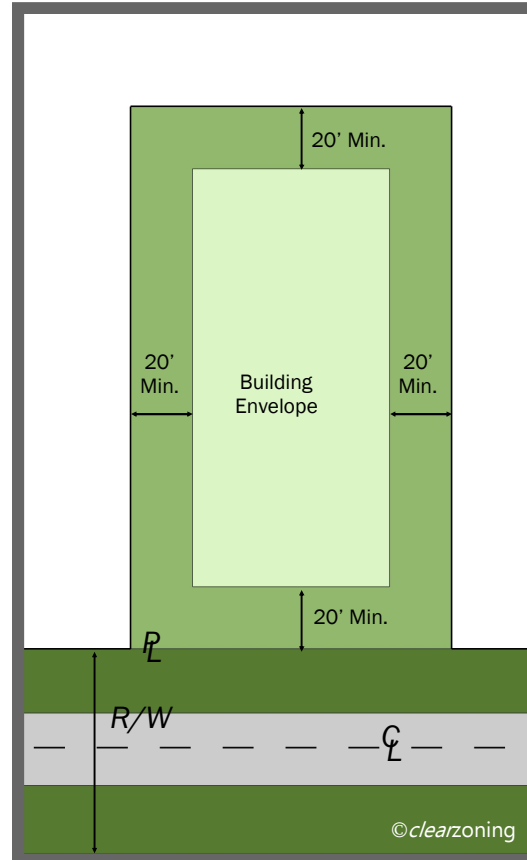 20' Min.
20'
Min.
Building
Envelope
20'
Min.
20' Min.
PL
R/W
CL
©clearzoning